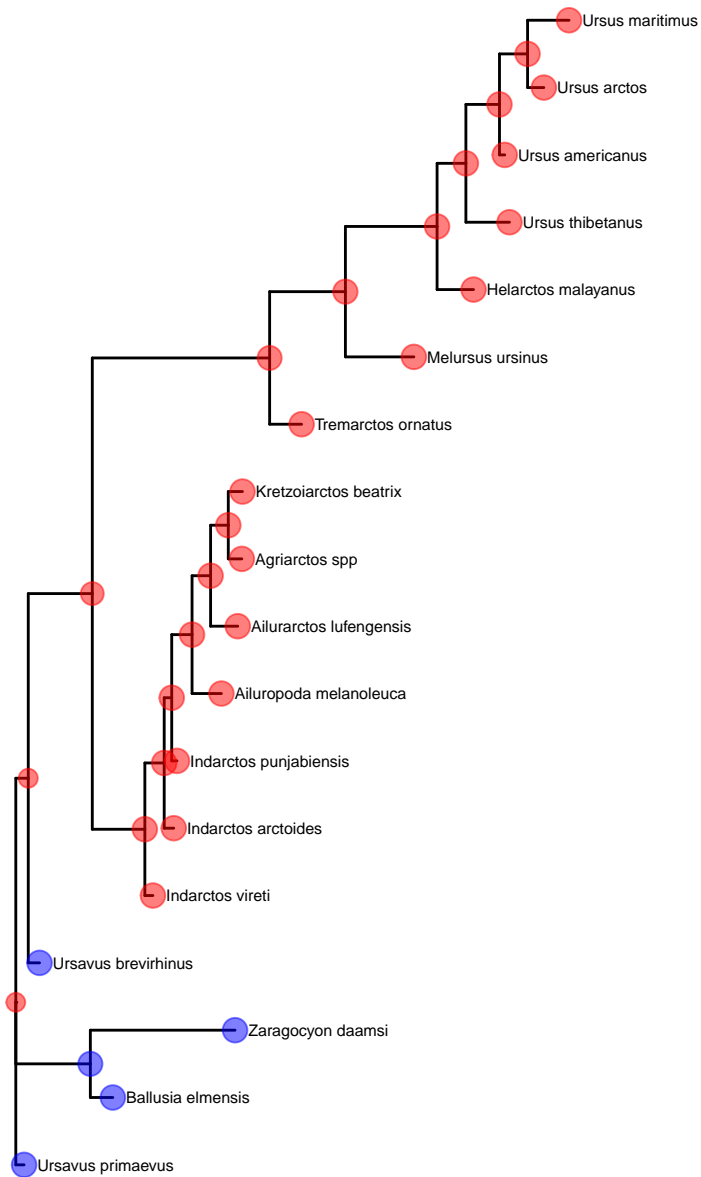 Ursus maritimus
Ursus arctos
Ursus americanus
Ursus thibetanus
Helarctos malayanus
Melursus ursinus
Tremarctos ornatus
Kretzoiarctos beatrix
Agriarctos spp
Ailurarctos lufengensis
Ailuropoda melanoleuca
Indarctos punjabiensis
Indarctos arctoides
Indarctos vireti
Ursavus brevirhinus
Zaragocyon daamsi
Ballusia elmensis
Ursavus primaevus